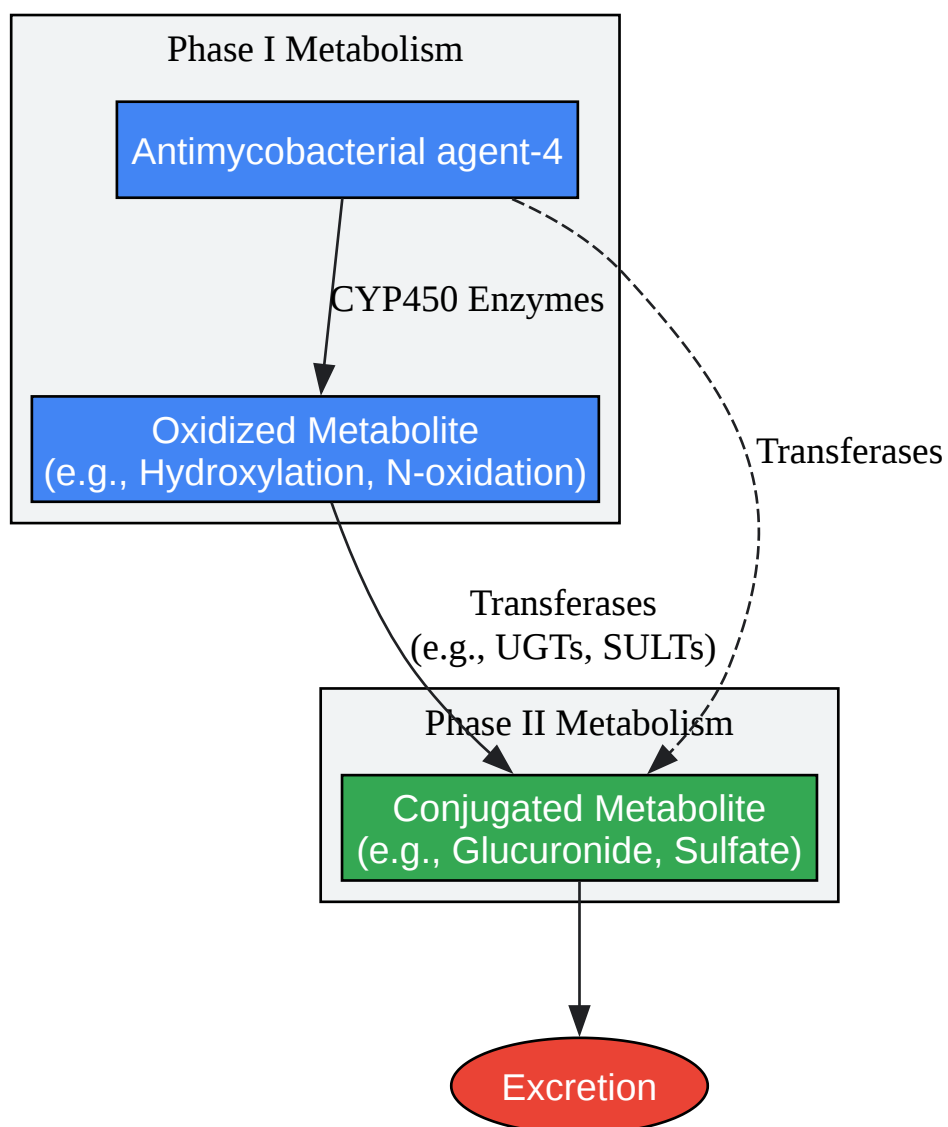 Phase I Metabolism
Antimycobacterial agent-4
CYP450 Enzymes
Oxidized Metabolite
(e.g., Hydroxylation, N-oxidation)
Transferases
Transferases
(e.g., UGTs, SULTs)
Phase II Metabolism
Conjugated Metabolite
(e.g., Glucuronide, Sulfate)
Excretion